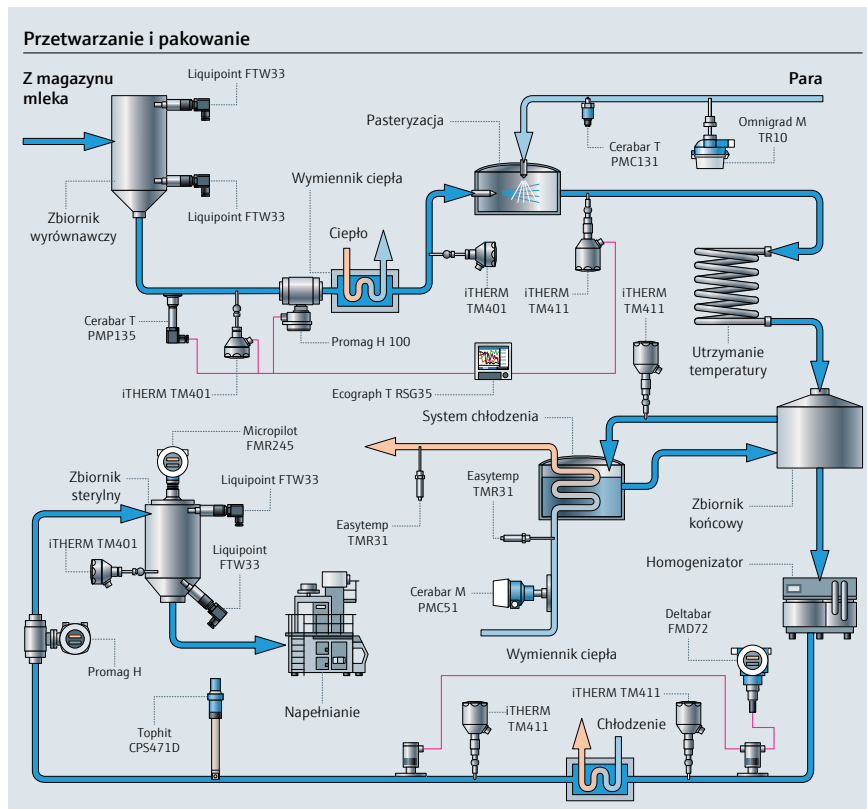 Przetwarzanie i pakowanie
Z magazynu
mleka
Liquipoint FTW33
Para
Pasteryzacja
Cerabar T
PMC131
Omnigrad M
TR10
Wymiennik ciepła
Liquipoint FTW33
Zbiornik
wyrównawczy
Ciepło
iTHERM
TM401
iTHERM
TM411
iTHERM
TM411
Cerabar T
PMP135
Promag H 100
Utrzymanie
temperatury
iTHERM TM401
Ecograph T RSG35
System chłodzenia
Micropilot
FMR245
Zbiornik
sterylny
Liquipoint FTW33
Easytemp
TMR31
Easytemp
TMR31
Zbiornik
końcowy
iTHERM TM401
Liquipoint
FTW33
Homogenizator
Cerabar M
PMC51
Deltabar
FMD72
Wymiennik ciepła
Promag H
Napełnianie
iTHERM
TM411
iTHERM TM411
Chłodzenie
Tophit
CPS471D